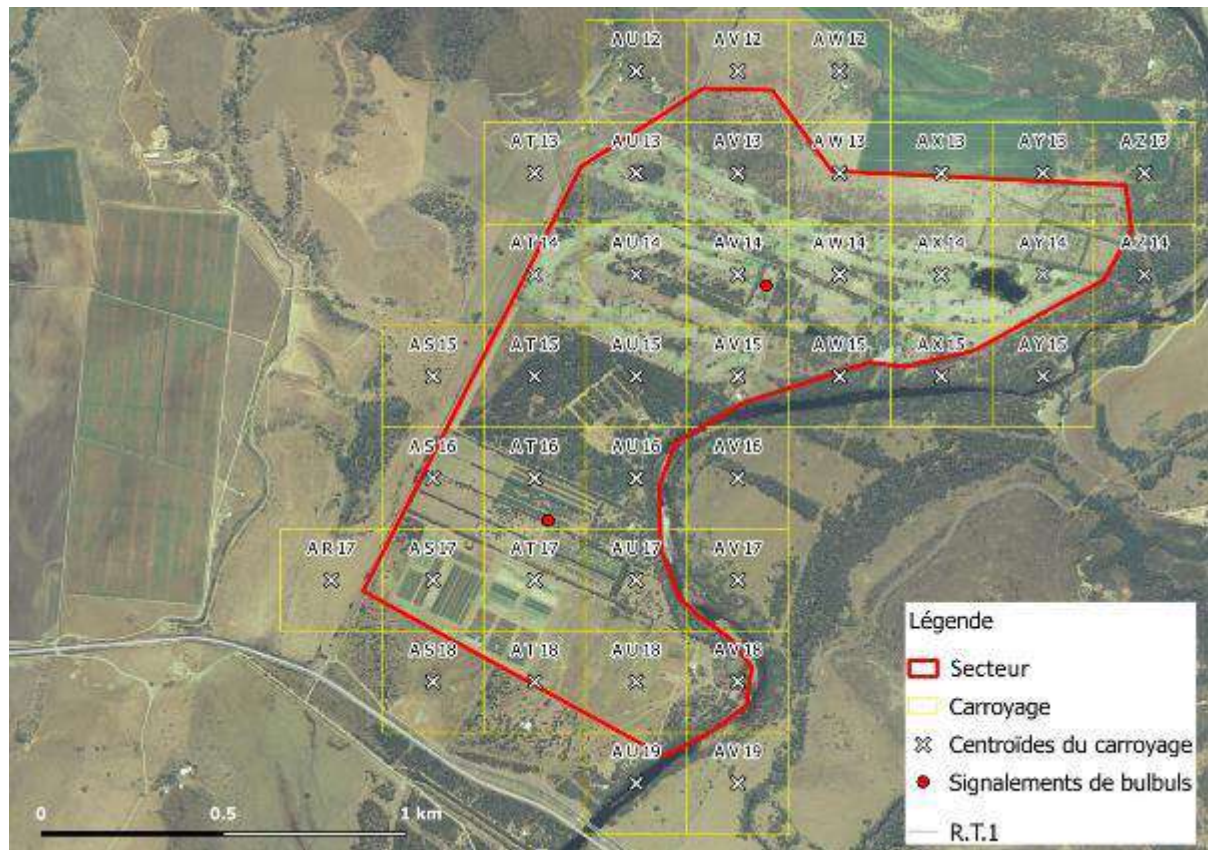 AU 12 AV 12 AW 12
AT 13 AU 13 AV 13 AW 13 AX 13 AY 13 AZ 13
AT 14 AU 14 AV 14 AW 14 AX 14 AY 14 AZ 14
AS 15 AT 15 AU 15 AV 15 AW 15 AX 15 AY 15
AS 16 AT 16 AU 16 AV 16
AR 17 AS 17 AT 17 AU 17 AV 17
AS 18 AT 18 AU 18 AV 18
AU 19 AV 19
Légende
Secteur
Carroyage
Centroïdes du carroyage
Signalements de bulbuls
R.T.1
0 0.5 1 km